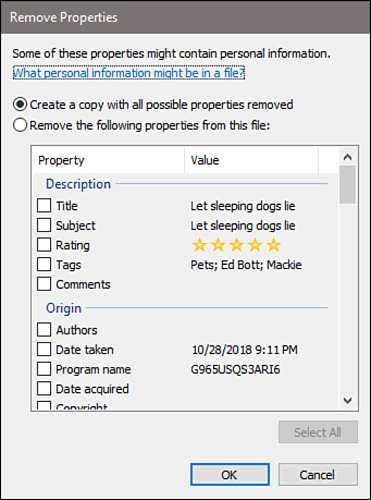 Remove Properties
Some of these properties might contain personal information.
What personal information might be in a file?
Create a copy with all possible properties removed
Remove the following properties from this file:
Property Value
Description
Title Let sleeping dogs lie
Subject Let sleeping dogs lie
Rating
Tags Pets; Ed Bott; Mackie
Comments
Origin
Authors
Date taken 10/28/2018 9:11 PM
Program name G965USQS3ARI6
Date acquired
Copyright
Select All
OK Cancel